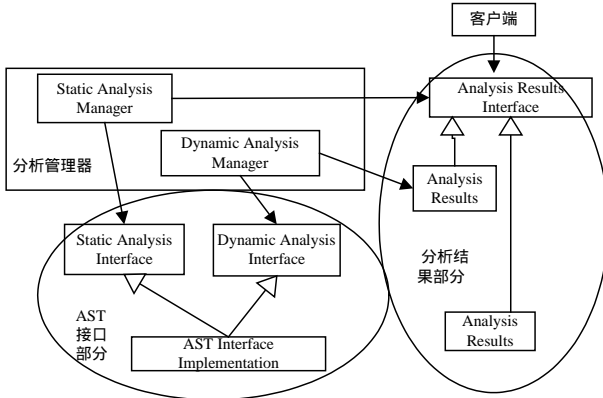 客户端
Static Analysis
Manager
Analysis Results
Interface
Dynamic Analysis
Manager
分析管理器
Analysis
Results
Static Analysis
Interface
Dynamic Analysis
Interface
分析结
果部分
AST
接口
部分
AST Interface
Implementation
Analysis
Results